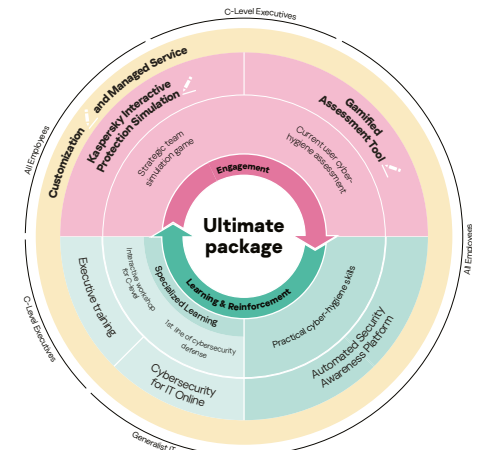 C-Level Executives
All Employees
Customization and Managed Service
Kaspersky Interactive
Protection Simulation
Strategic team
simulation game
Gamified
Assessment Tool
Current user cyber-
hygiene assessment
Engagement
Ultimate
package
Learning & Reinforcement
Specialized Learning
Interactive workshop
for C-level
Executive training
1st line of cybersecurity
defense
Cybersecurity
for IT Online
Practical cyber-hygiene skills
Automated Security
Awareness Platform
All Employees
C-Level Executives
Generalist IT